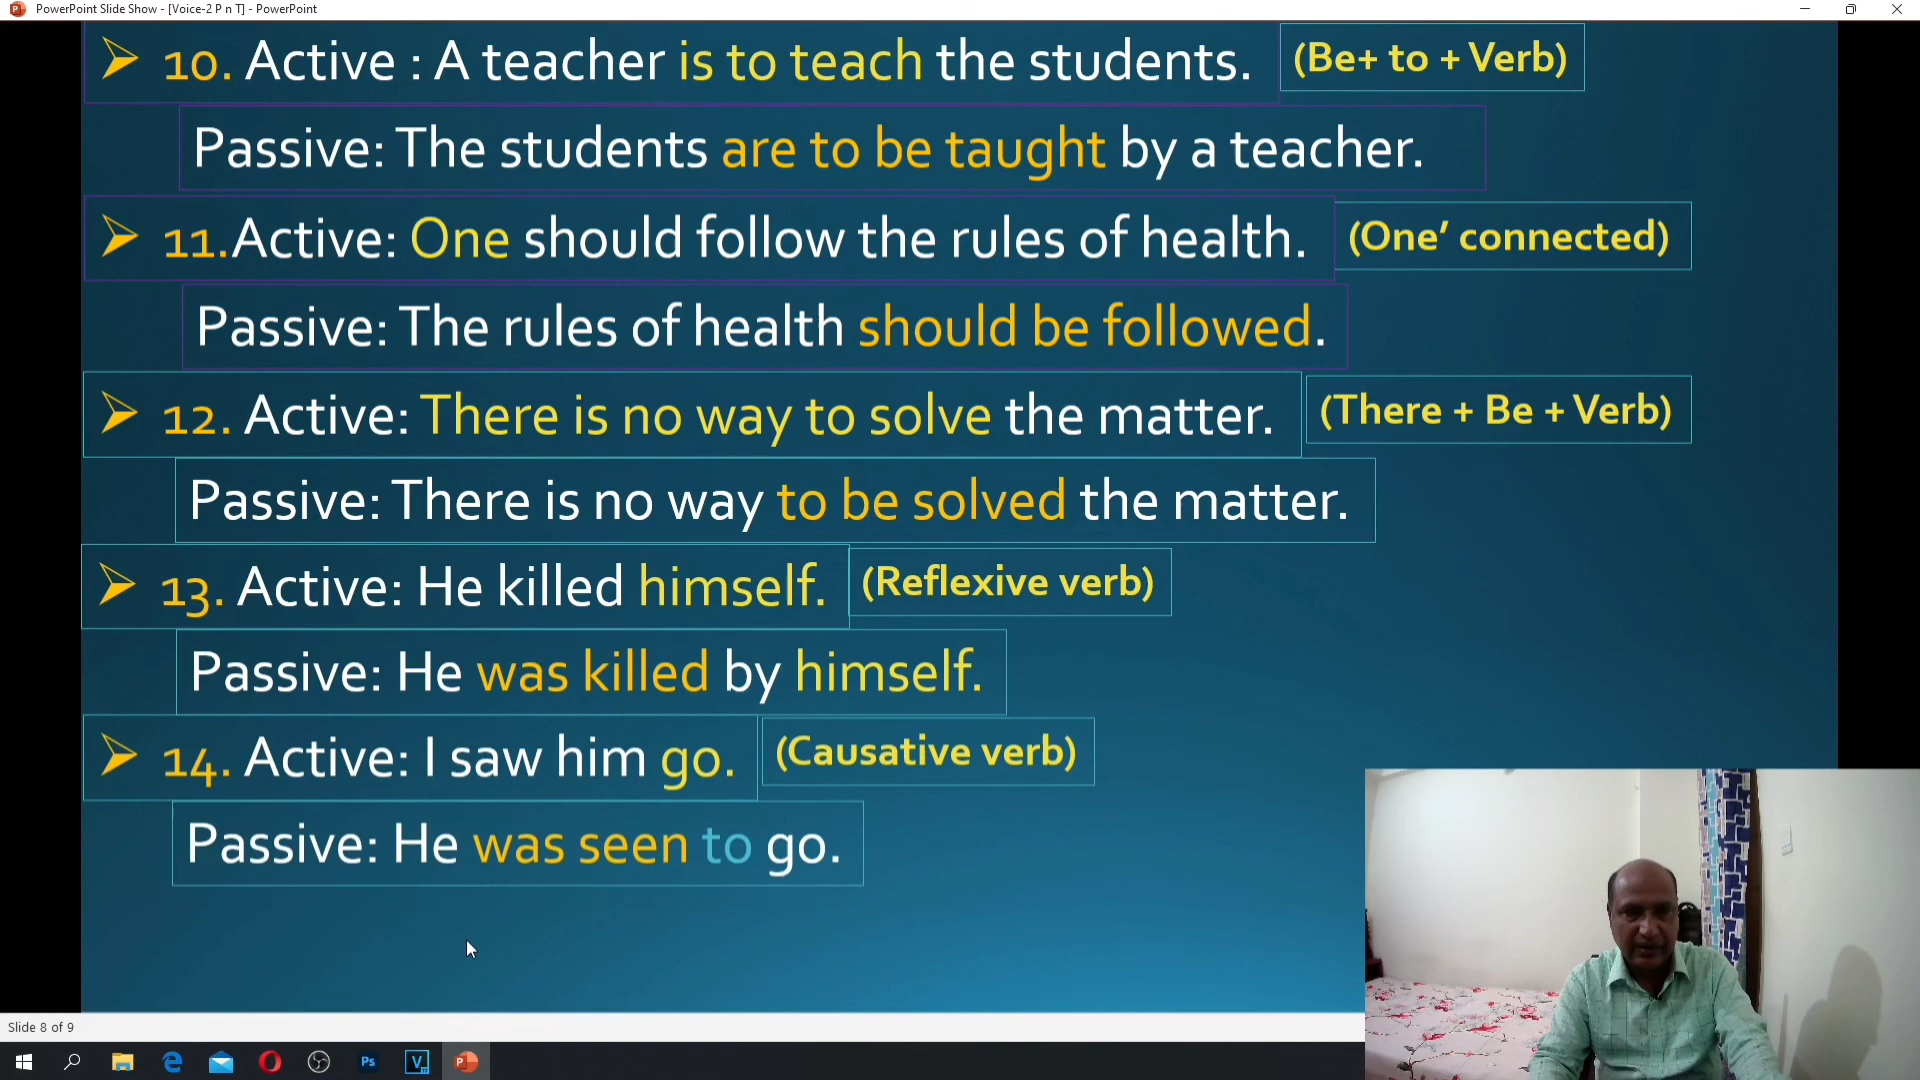 PowerPoint Slide Show - [Voice-2 P n T] - PowerPoint
10. Active : A teacher is to teach the students. (Be+ to + Verb)
Passive: The students are to be taught by a teacher.
11.Active: One should follow the rules of health. (One’ connected)
Passive: The rules of health should be followed.
12. Active: There is no way to solve the matter. (There + Be + Verb)
Passive: There is no way to be solved the matter.
13. Active: He killed himself. (Reflexive verb)
Passive: He was killed by himself.
14. Active: I saw him go. (Causative verb)
Passive: He was seen to go.
Slide 8 of 9
Ps
V
P